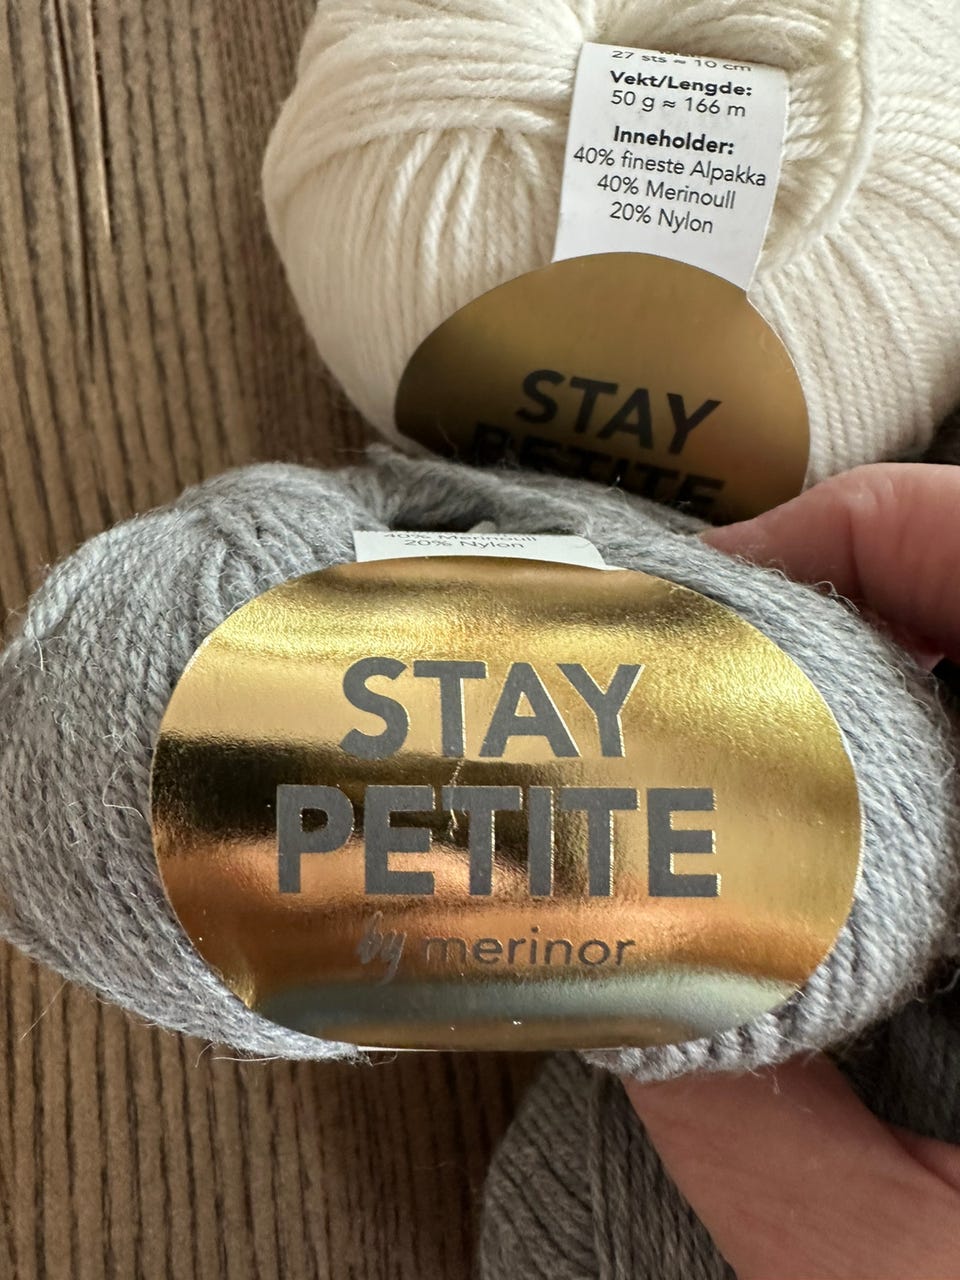 27 sts ≈ 10 cm
Vekt/Lengde:
50 g ≈ 166 m
Inneholder:
40% fineste Alpakka
40% Merinoull
20% Nylon
STAY
PETITE
40% Merinoull
20% Nylon
STAY
PETITE
by merinor